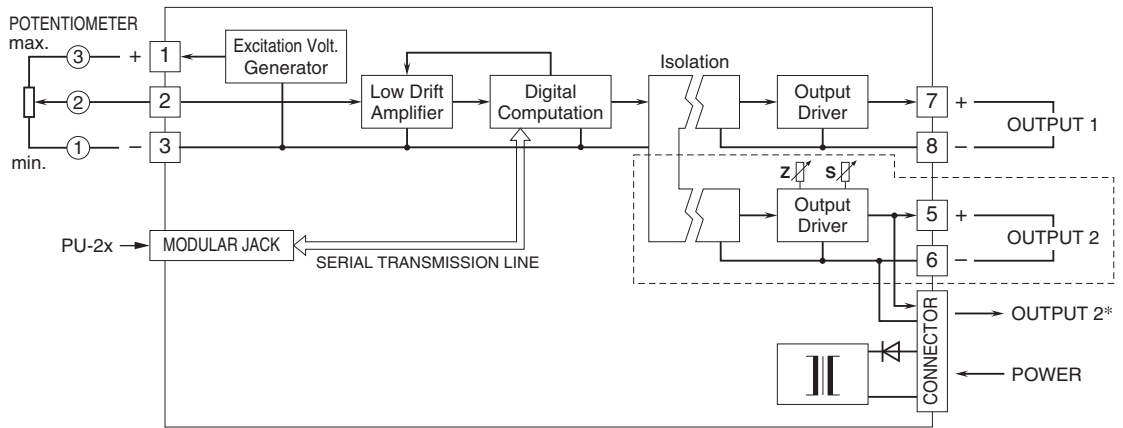 POTENTIOMETER
max.
3
+
1
Excitation Volt.
Generator
2
2
Low Drift
Amplifier
Digital
Computation
Isolation
Output
Driver
7
+
OUTPUT 1
8
–
1
–
3
min.
Z
S
Output
Driver
5
+
OUTPUT 2
6
–
PU-2x
MODULAR JACK
SERIAL TRANSMISSION LINE
CONNECTOR
OUTPUT 2*
POWER